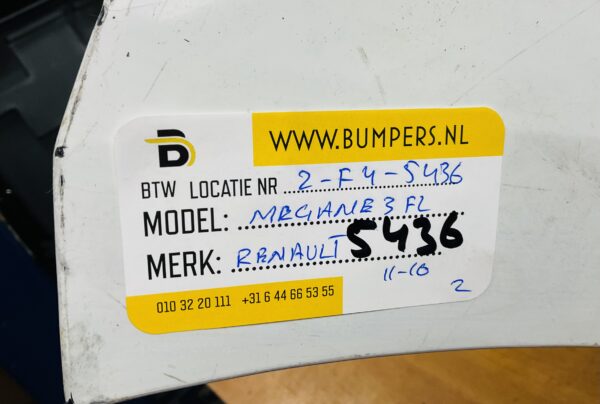 B
WWW.BUMPERS.NL
BTW LOCATIE NR 2-F4-5436
MODEL: MEGANE 3 FL
MERK: RENAULT 5436
11-10
2
010 32 20 111 +31 6 44 66 53 55